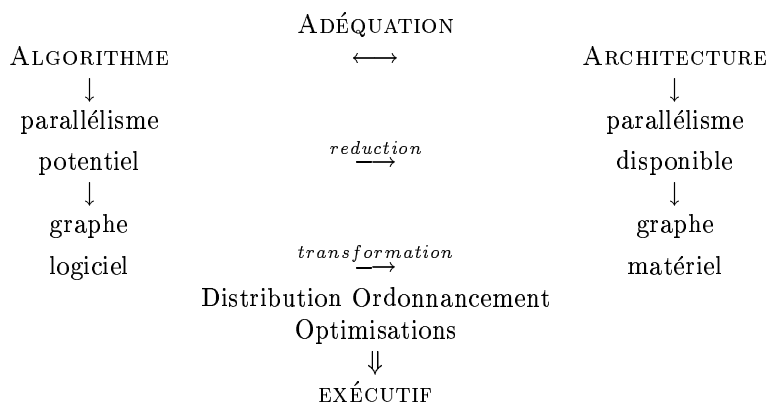 ADÉQUATION
ALGORITHME ↔ ARCHITECTURE
↓ ↓
parallélisme parallélisme
potentiel reduction → disponible
↓ ↓
graphe graphe
logiciel transformation → matériel
Distribution Ordonnancement
Optimisations
⇓
EXÉCUTIF